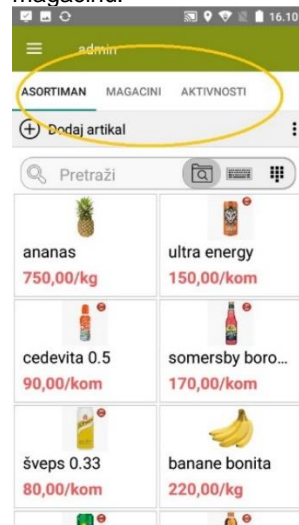 16.10
admin
ASORTIMAN MAGACINI AKTIVNOSTI
Dodaj artikal
Pretraži
ananas
750,00/kg
ultra energy
150,00/kom
cedevita 0.5
90,00/kom
somersby boro...
170,00/kom
šveps 0.33
80,00/kom
banane bonita
220,00/kg